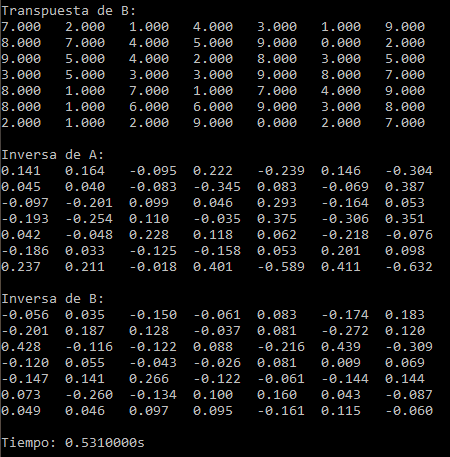 Transpuesta de B:
7.000 2.000 1.000 4.000 3.000 1.000 9.000
8.000 7.000 4.000 5.000 9.000 0.000 2.000
9.000 5.000 4.000 2.000 8.000 3.000 5.000
3.000 5.000 3.000 3.000 9.000 8.000 7.000
8.000 1.000 7.000 1.000 7.000 4.000 9.000
8.000 1.000 6.000 6.000 9.000 3.000 8.000
2.000 1.000 2.000 9.000 0.000 2.000 7.000
Inversa de A:
0.141 0.164 -0.095 0.222 -0.239 0.146 -0.304
0.045 0.040 -0.083 -0.345 0.083 -0.069 0.387
-0.097 -0.201 0.099 0.046 0.293 -0.164 0.053
-0.193 -0.254 0.110 -0.035 0.375 -0.306 0.351
0.042 -0.048 0.228 0.118 0.062 -0.218 -0.076
-0.186 0.033 -0.125 -0.158 0.053 0.201 0.098
0.237 0.211 -0.018 0.401 -0.589 0.411 -0.632
Inversa de B:
-0.056 0.035 -0.150 -0.061 0.083 -0.174 0.183
-0.201 0.187 0.128 -0.037 0.081 -0.272 0.120
0.428 -0.116 -0.122 0.088 -0.216 0.439 -0.309
-0.120 0.055 -0.043 -0.026 0.081 0.009 0.069
-0.147 0.141 0.266 -0.122 -0.061 -0.144 0.144
0.073 -0.260 -0.134 0.100 0.160 0.043 -0.087
0.049 0.046 0.097 0.095 -0.161 0.115 -0.060
Tiempo: 0.5310000s